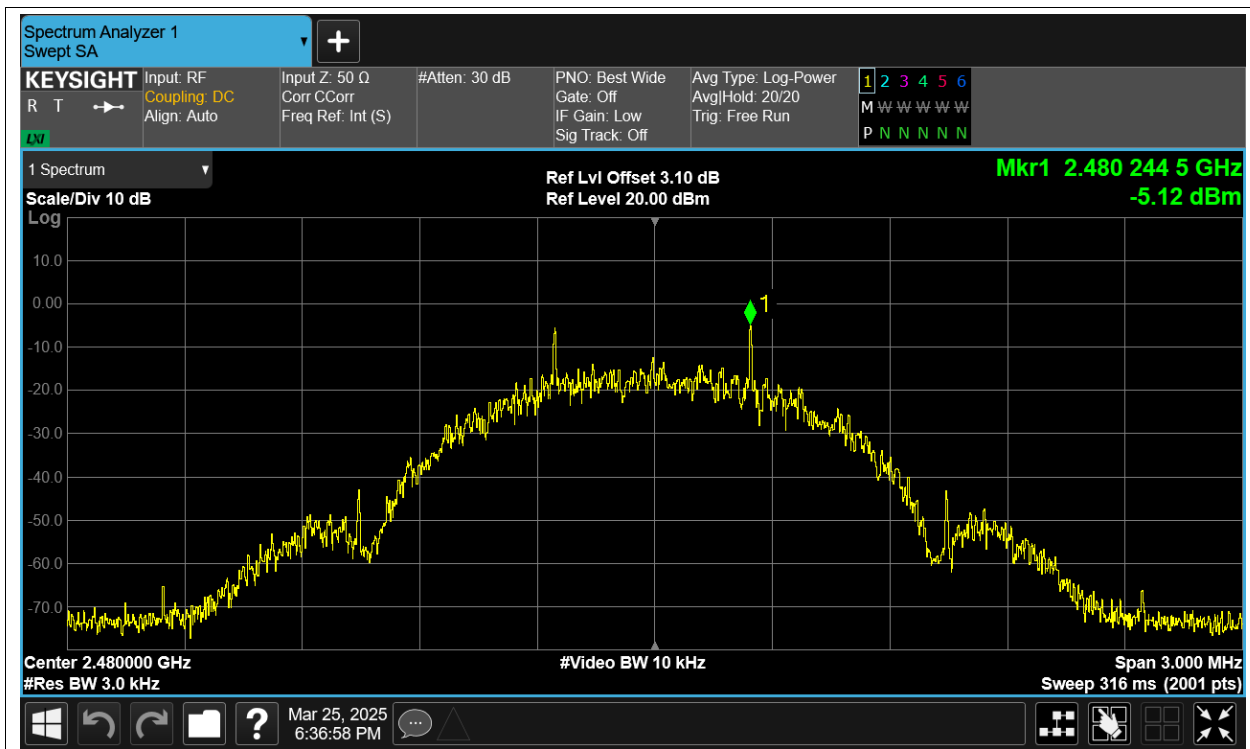 Spectrum Analyzer 1
Swept SA
KEYSIGHT
R T
LXI
Input: RF
Coupling: DC
Align: Auto
Input Z: 50 Ω
Corr CCorr
Freq Ref: Int (S)
#Atten: 30 dB
PNO: Best Wide
Gate: Off
IF Gain: Low
Sig Track: Off
Avg Type: Log-Power
Avg|Hold: 20/20
Trig: Free Run
1 2 3 4 5 6
M W W W W W W
P N N N N N
1 Spectrum
Scale/Div 10 dB
Log
Ref Lvl Offset 3.10 dB
Ref Level 20.00 dBm
Mkr1 2.480 244 5 GHz
-5.12 dBm
10.0
0.00
-10.0
-20.0
-30.0
-40.0
-50.0
-60.0
-70.0
1
Center 2.480000 GHz
#Res BW 3.0 kHz
#Video BW 10 kHz
Span 3.000 MHz
Sweep 316 ms (2001 pts)
?
Mar 25, 2025
6:36:58 PM